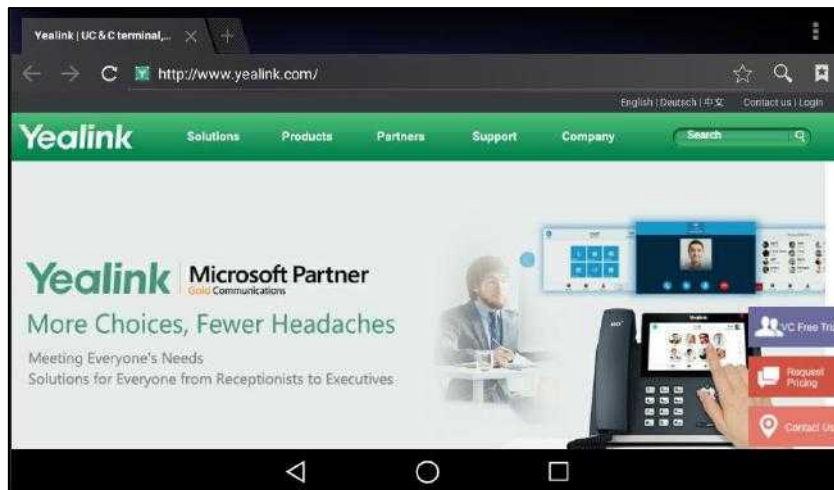 Yealink | UC & C terminal,...
http://www.yealink.com/
English | Deutsch | 中文 Contact us | Login
Yealink Solutions Products Partners Support Company Search
Yealink Microsoft Partner
Gold Communications
More Choices, Fewer Headaches
Meeting Everyone's Needs
Solutions for Everyone from Receptionists to Executives
Yealink
VC Free Tri
Request
Pricing
Contact Us